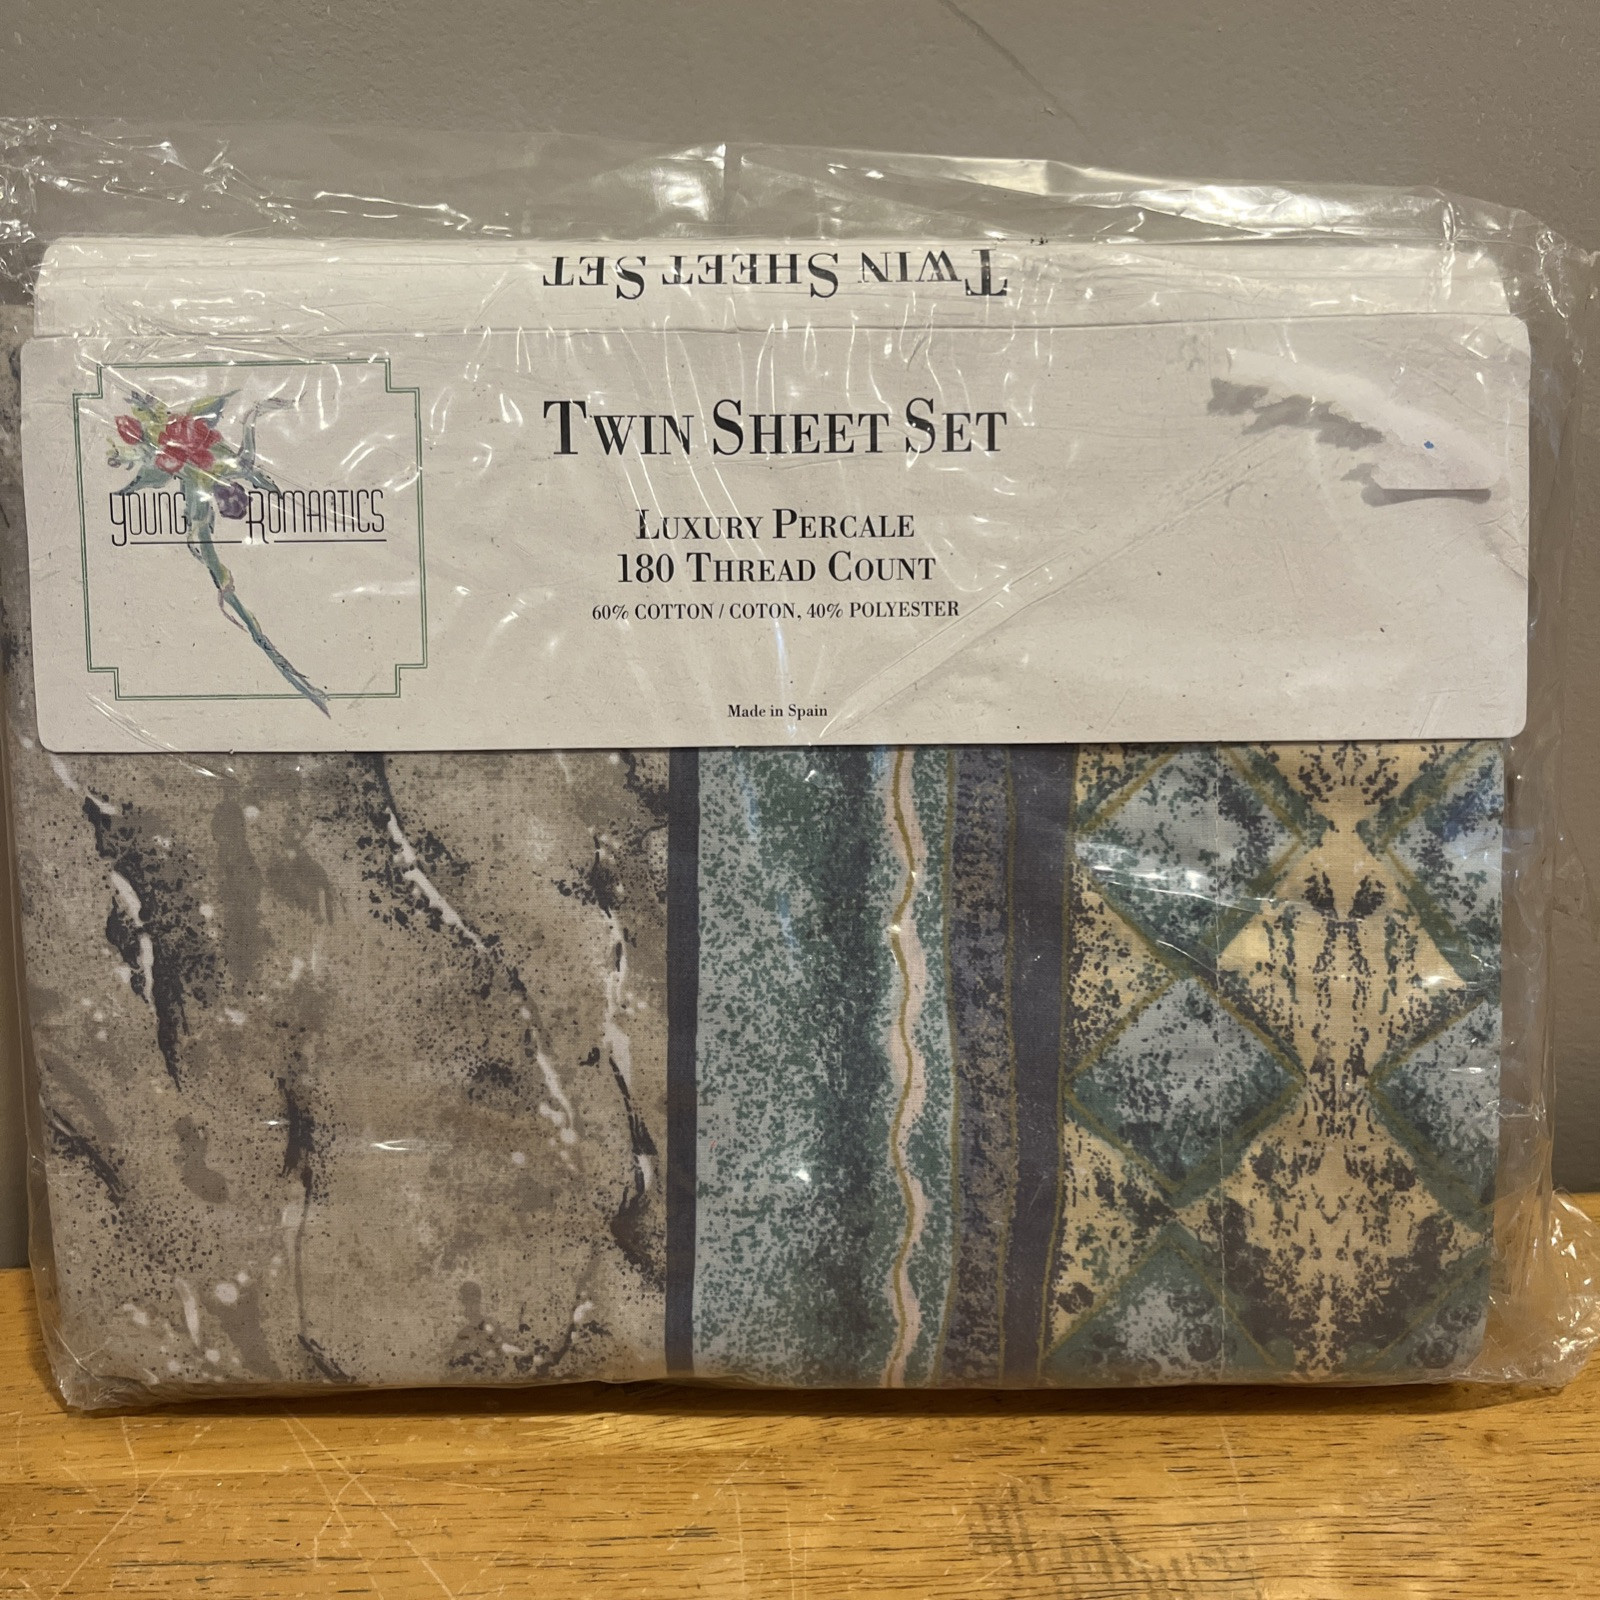 TWIN SHEET SET
TWIN SHEET SET
YOUNG ROMANTICS
LUXURY PERCALE
180 THREAD COUNT
60% COTTON / COTON, 40% POLYESTER
Made in Spain